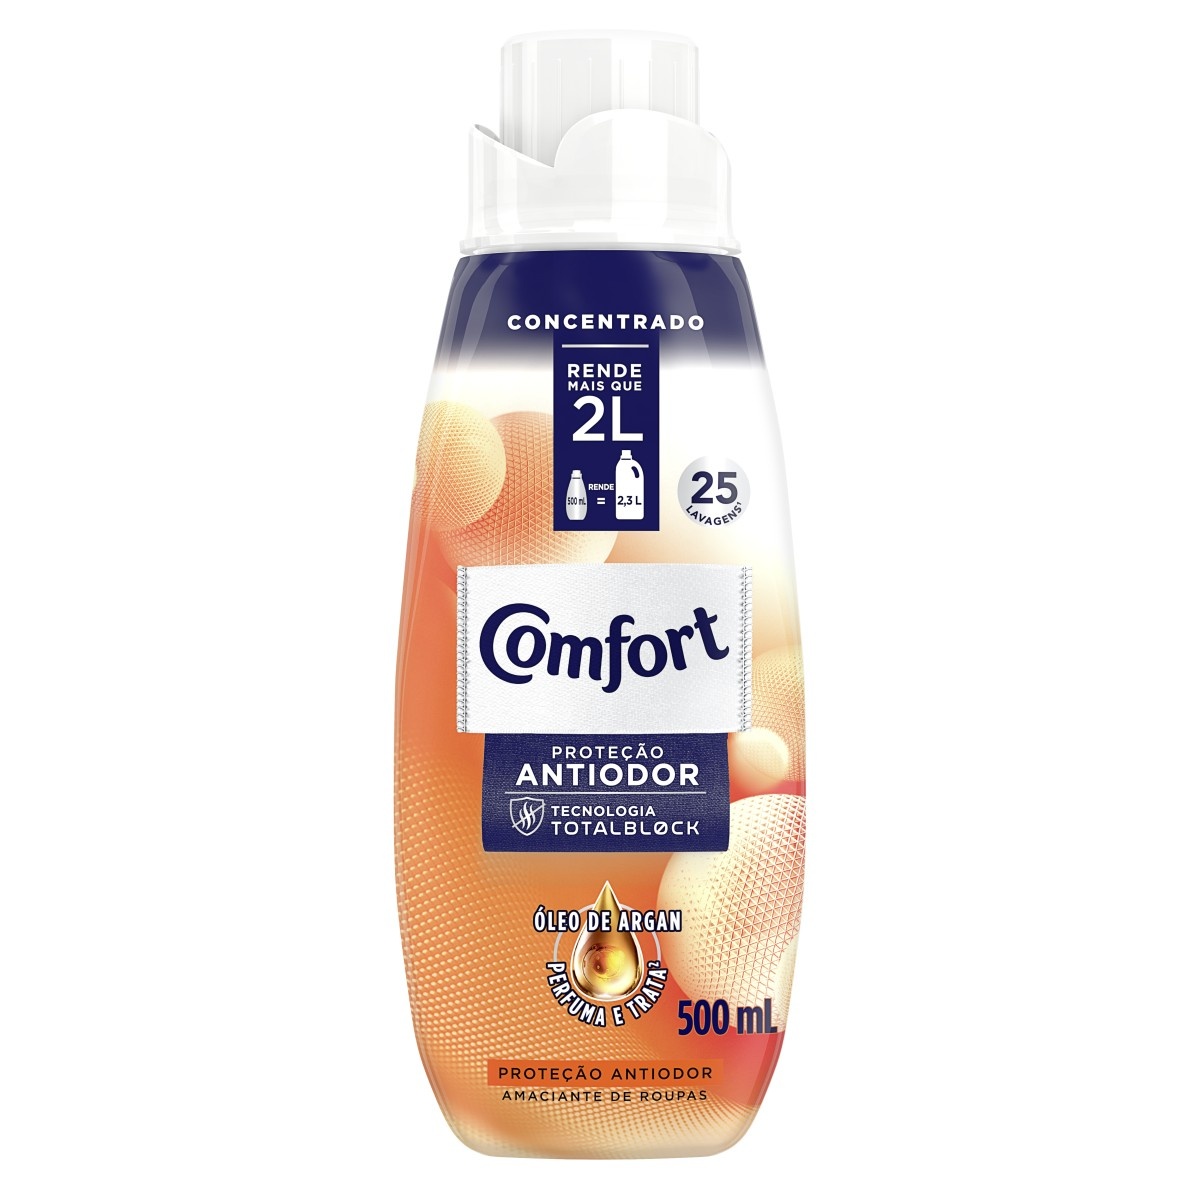 CONCENTRADO
RENDE
MAIS QUE
2L
500 mL
RENDE
=
2,3 L
25
LAVAGENS¹
Comfort
PROTEÇÃO
ANTIODOR
TECNOLOGIA
TOTALBLØCK
ÓLEO DE ARGAN
PERFUMA E TRATA²
500 mL
PROTEÇÃO ANTIODOR
AMACIANTE DE ROUPAS